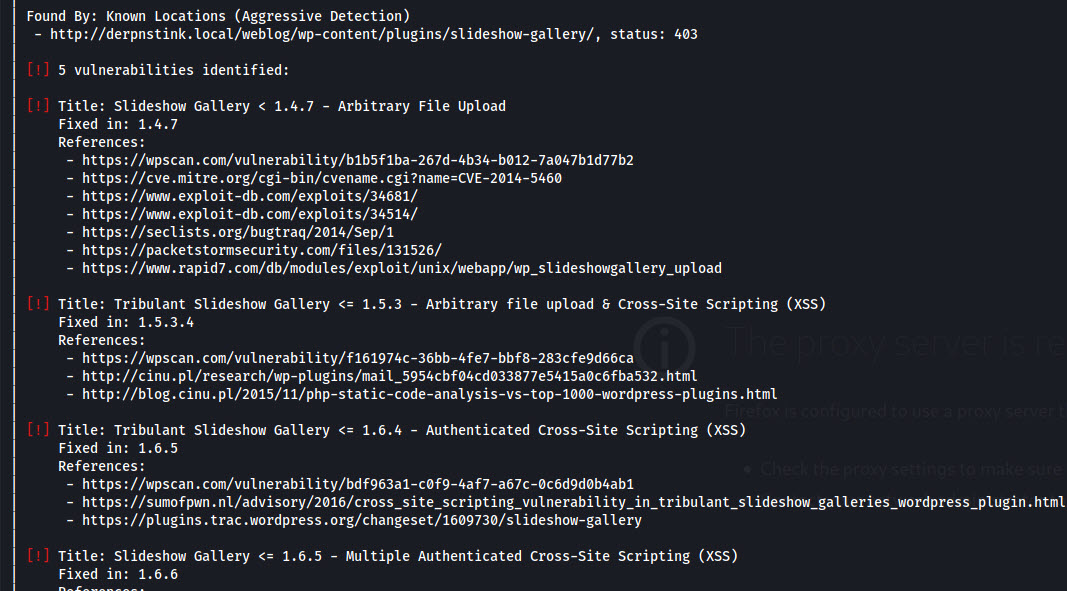 Found By: Known Locations (Aggressive Detection)
- http://derpnstink.local/weblog/wp-content/plugins/slideshow-gallery/, status: 403
[!] 5 vulnerabilities identified:
[!] Title: Slideshow Gallery < 1.4.7 - Arbitrary File Upload
Fixed in: 1.4.7
References:
- https://wpscan.com/vulnerability/b1b5f1ba-267d-4b34-b012-7a047b1d77b2
- https://cve.mitre.org/cgi-bin/cvename.cgi?name=CVE-2014-5460
- https://www.exploit-db.com/exploits/34681/
- https://www.exploit-db.com/exploits/34514/
- https://seclists.org/bugtraq/2014/Sep/1
- https://packetstormsecurity.com/files/131526/
- https://www.rapid7.com/db/modules/exploit/unix/webapp/wp_slideshowgallery_upload
[!] Title: Tribulant Slideshow Gallery <= 1.5.3 - Arbitrary file upload & Cross-Site Scripting (XSS)
Fixed in: 1.5.3.4
References:
- https://wpscan.com/vulnerability/f161974c-36bb-4fe7-bbf8-283cfe9d66ca
- http://cinu.pl/research/wp-plugins/mail_5954cbf04cd033877e5415a0c6fba532.html
- http://blog.cinu.pl/2015/11/php-static-code-analysis-vs-top-1000-wordpress-plugins.html
[!] Title: Tribulant Slideshow Gallery <= 1.6.4 - Authenticated Cross-Site Scripting (XSS)
Fixed in: 1.6.5
References:
- https://wpscan.com/vulnerability/bdf963a1-c0f9-4af7-a67c-0c6d9d0b4ab1
- https://sumofpwn.nl/advisory/2016/cross_site_scripting_vulnerability_in_tribulant_slideshow_galleries_wordpress_plugin.html
- https://plugins.trac.wordpress.org/changeset/1609730/slideshow-gallery
[!] Title: Slideshow Gallery <= 1.6.5 - Multiple Authenticated Cross-Site Scripting (XSS)
Fixed in: 1.6.6
References:
The proxy server is re
Firefox is configured to use a proxy server t
• Check the proxy settings to make sure